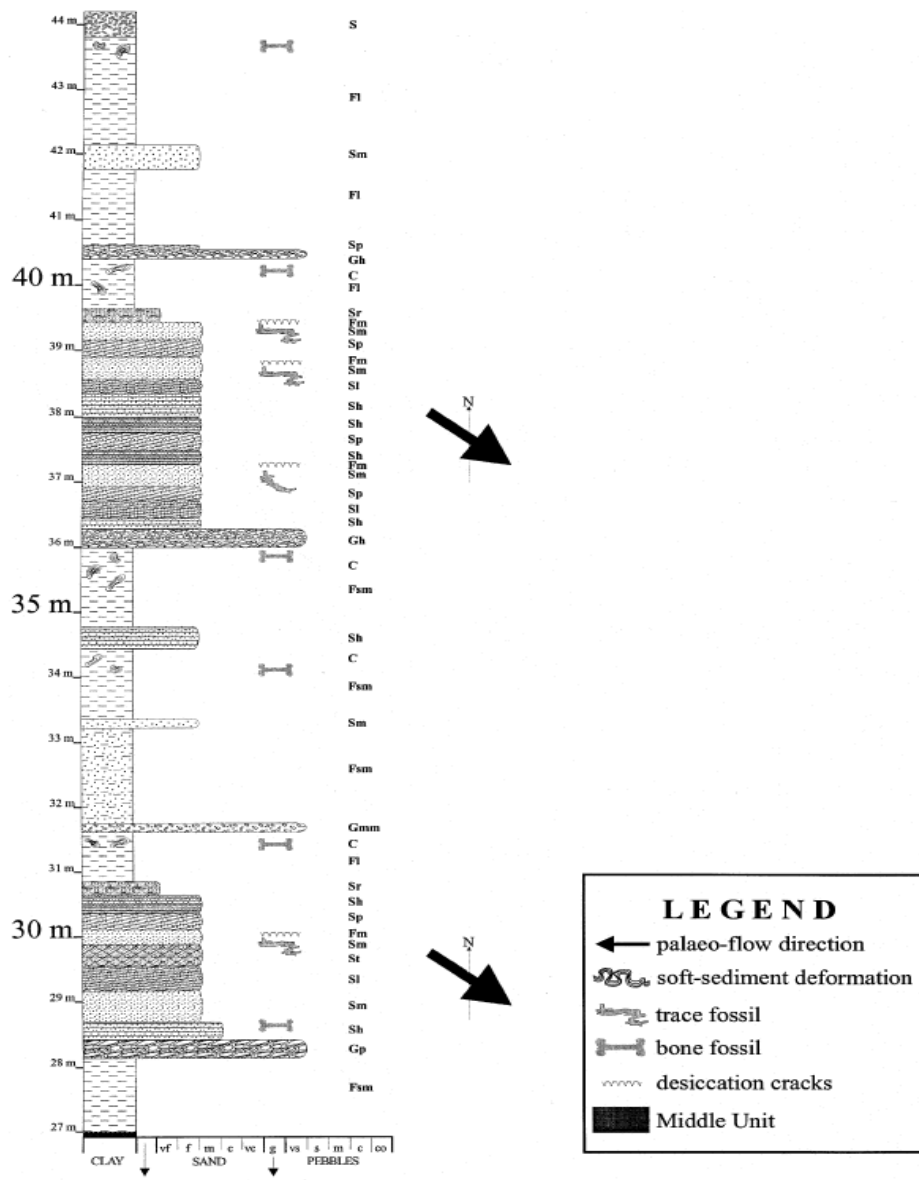 44 m
S
43 m
Fl
42 m
Sm
Fl
41 m
Sp
Gh
C
40 m
Fl
Sr
Fm
Sm
39 m
Sp
Fm
Sm
Sl
N
38 m
Sh
Sh
Sp
Sh
Fm
37 m
Sm
Sp
Sl
Sh
36 m
Gh
C
Fsm
35 m
Sh
C
34 m
Fsm
Sm
33 m
Fsm
32 m
Gmm
C
31 m
Fl
Sr
Sh
Sp
30 m
Fm
Sm
N
St
Sl
29 m
Sm
Sh
Gp
28 m
Fsm
27 m
vf f m c vc g vs s m c co
CLAY SAND PEBBLES
LEGEND
palaeo-flow direction
soft-sediment deformation
trace fossil
bone fossil
desiccation cracks
Middle Unit